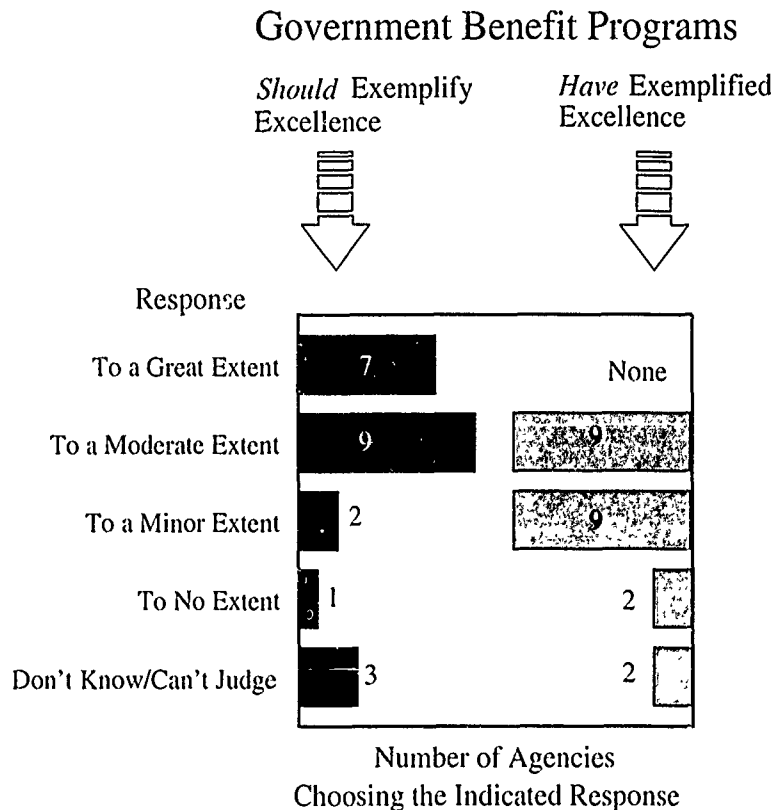 Government Benefit Programs
Should Exemplify
Excellence
Have Exemplified
Excellence
Response
To a Great Extent
7
None
To a Moderate Extent
9
9
To a Minor Extent
2
9
To No Extent
1
2
Don't Know/Can't Judge
3
2
Number of Agencies
Choosing the Indicated Response